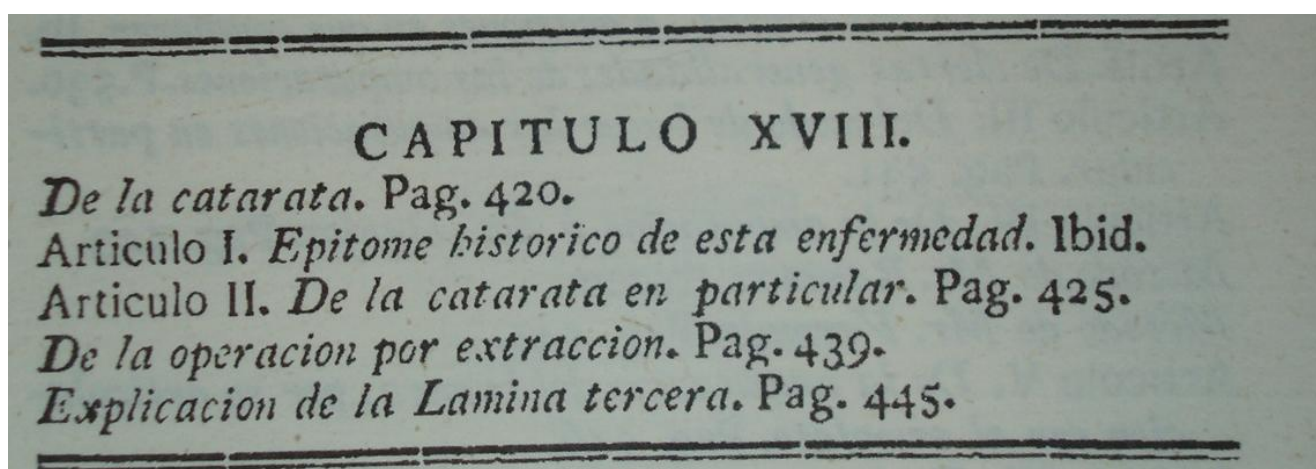 CAPITULO XVIII.
De la catarata. Pag. 420.
Articulo I. Epitome historico de esta enfermedad. Ibid.
Articulo II. De la catarata en particular. Pag. 425.
De la operacion por extraccion. Pag. 439.
Explicacion de la Lamina tercera. Pag. 445.